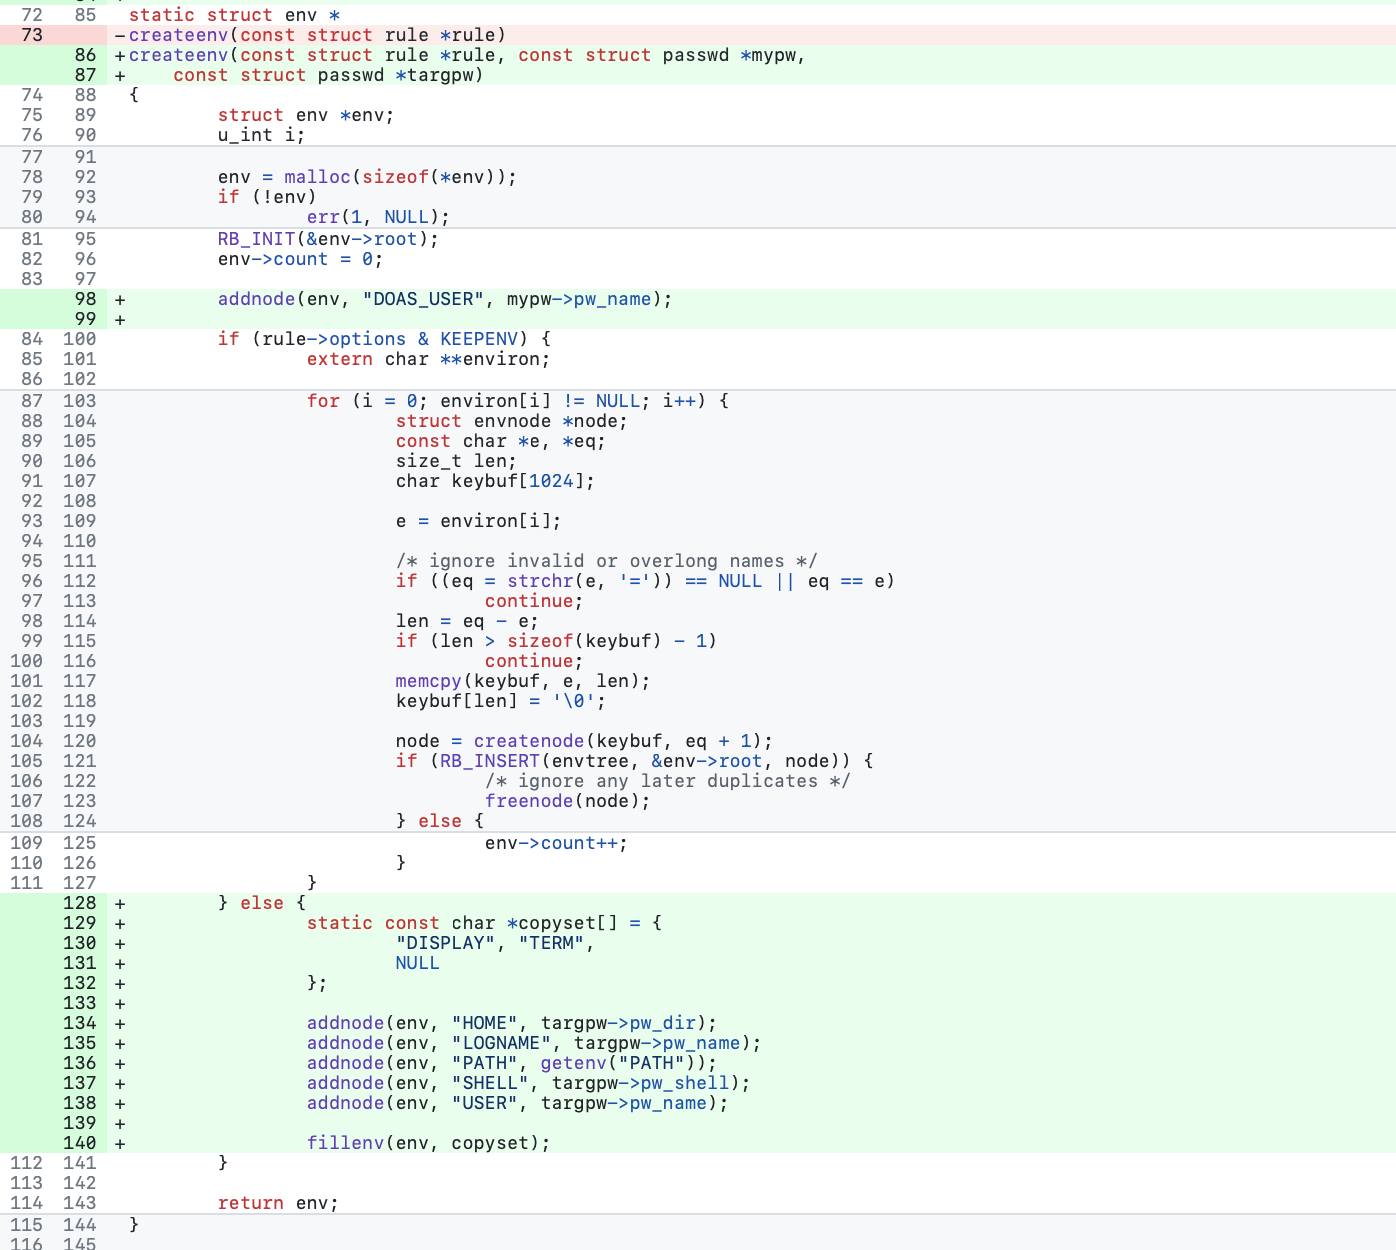 72 85 static struct env *
73 -createenv(const struct rule *rule)
86 +createenv(const struct rule *rule, const struct passwd *mypw,
87 +    const struct passwd *targpw)
74 88 {
75 89         struct env *env;
76 90         u_int i;
77 91
78 92         env = malloc(sizeof(*env));
79 93         if (!env)
80 94                 err(1, NULL);
81 95         RB_INIT(&env->root);
82 96         env->count = 0;
83 97
98 +        addnode(env, "DOAS_USER", mypw->pw_name);
99 +
84 100         if (rule->options & KEEPENV) {
85 101                 extern char **environ;
86 102
87 103                 for (i = 0; environ[i] != NULL; i++) {
88 104                         struct envnode *node;
89 105                         const char *e, *eq;
90 106                         size_t len;
91 107                         char keybuf[1024];
92 108
93 109                         e = environ[i];
94 110
95 111                         /* ignore invalid or overlong names */
96 112                         if ((eq = strchr(e, '=')) == NULL || eq == e)
97 113                                 continue;
98 114                         len = eq - e;
99 115                         if (len > sizeof(keybuf) - 1)
100 116                                 continue;
101 117                         memcpy(keybuf, e, len);
102 118                         keybuf[len] = '\0';
103 119
104 120                         node = createnode(keybuf, eq + 1);
105 121                         if (RB_INSERT(envtree, &env->root, node)) {
106 122                                 /* ignore any later duplicates */
107 123                                 freenode(node);
108 124                         } else {
109 125                                 env->count++;
110 126                         }
111 127                 }
128 +        } else {
129 +                static const char *copyset[] = {
130 +                        "DISPLAY", "TERM",
131 +                        NULL
132 +                };
133 +
134 +                addnode(env, "HOME", targpw->pw_dir);
135 +                addnode(env, "LOGNAME", targpw->pw_name);
136 +                addnode(env, "PATH", getenv("PATH"));
137 +                addnode(env, "SHELL", targpw->pw_shell);
138 +                addnode(env, "USER", targpw->pw_name);
139 +
140 +                fillenv(env, copyset);
112 141         }
113 142
114 143         return env;
115 144 }
116 145